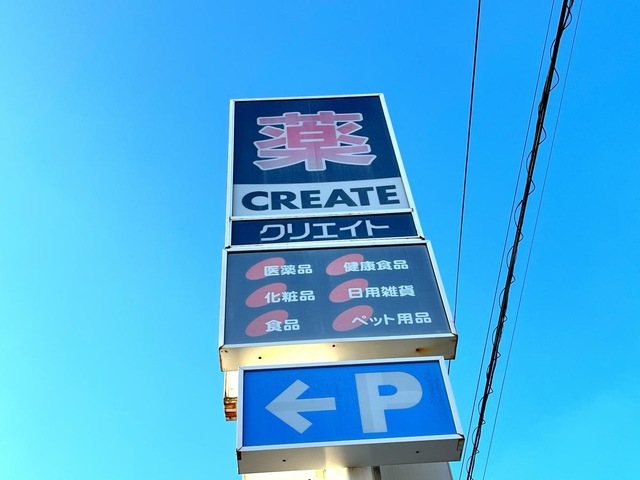 薬
CREATE
クリエイト
医薬品 健康食品
化粧品 日用雑貨
食品 ペット用品
← P